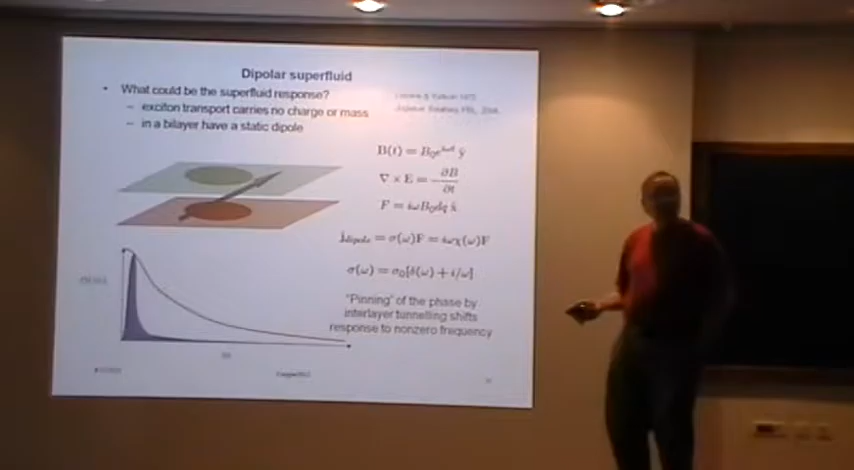 Dipolar superfluid
• What could be the superfluid response?
– exciton transport carries no charge or mass
– in a bilayer have a static dipole
B(t) = B₀e^{iωt} ŷ
∇ × E = −∂B/∂t
F = iωB₀dq x̂
j_{dipole} = σ(ω)F = iωχ(ω)F
σ(ω) = σ₀[δ(ω) + i/ω]
"Pinning" of the phase by
interlayer tunnelling shifts
response to nonzero frequency